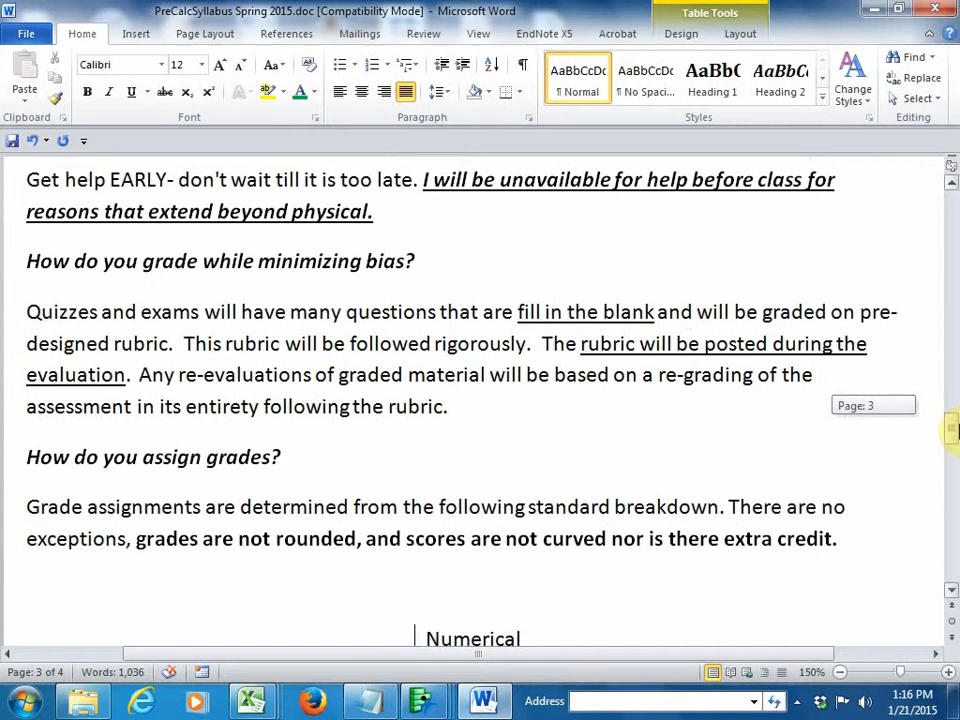 PreCalcSyllabus Spring 2015.doc [Compatibility Mode] - Microsoft Word
Table Tools
File Home Insert Page Layout References Mailings Review View EndNote X5 Acrobat Design Layout
Paste
Clipboard
Calibri 12
Font
Paragraph
AaBbCcDc AaBbCcDc AaBbC AaBbCc
¶ Normal ¶ No Spaci... Heading 1 Heading 2
Styles
Change Styles
Find
Replace
Select
Editing
Get help EARLY- don't wait till it is too late. I will be unavailable for help before class for
reasons that extend beyond physical.
How do you grade while minimizing bias?
Quizzes and exams will have many questions that are fill in the blank and will be graded on pre-
designed rubric. This rubric will be followed rigorously. The rubric will be posted during the
evaluation. Any re-evaluations of graded material will be based on a re-grading of the
assessment in its entirety following the rubric.
Page: 3
How do you assign grades?
Grade assignments are determined from the following standard breakdown. There are no
exceptions, grades are not rounded, and scores are not curved nor is there extra credit.
Numerical
Page: 3 of 4 Words: 1,036 150%
Address
1:16 PM
1/21/2015